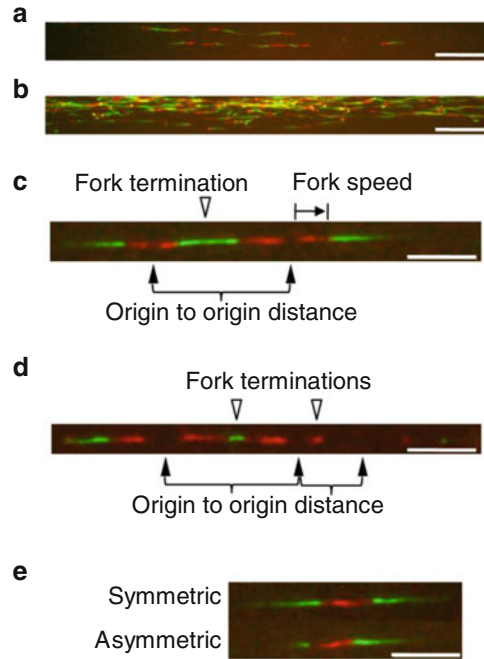 a
b
c
Fork termination
Fork speed
Origin to origin distance
d
Fork terminations
Origin to origin distance
e
Symmetric
Asymmetric